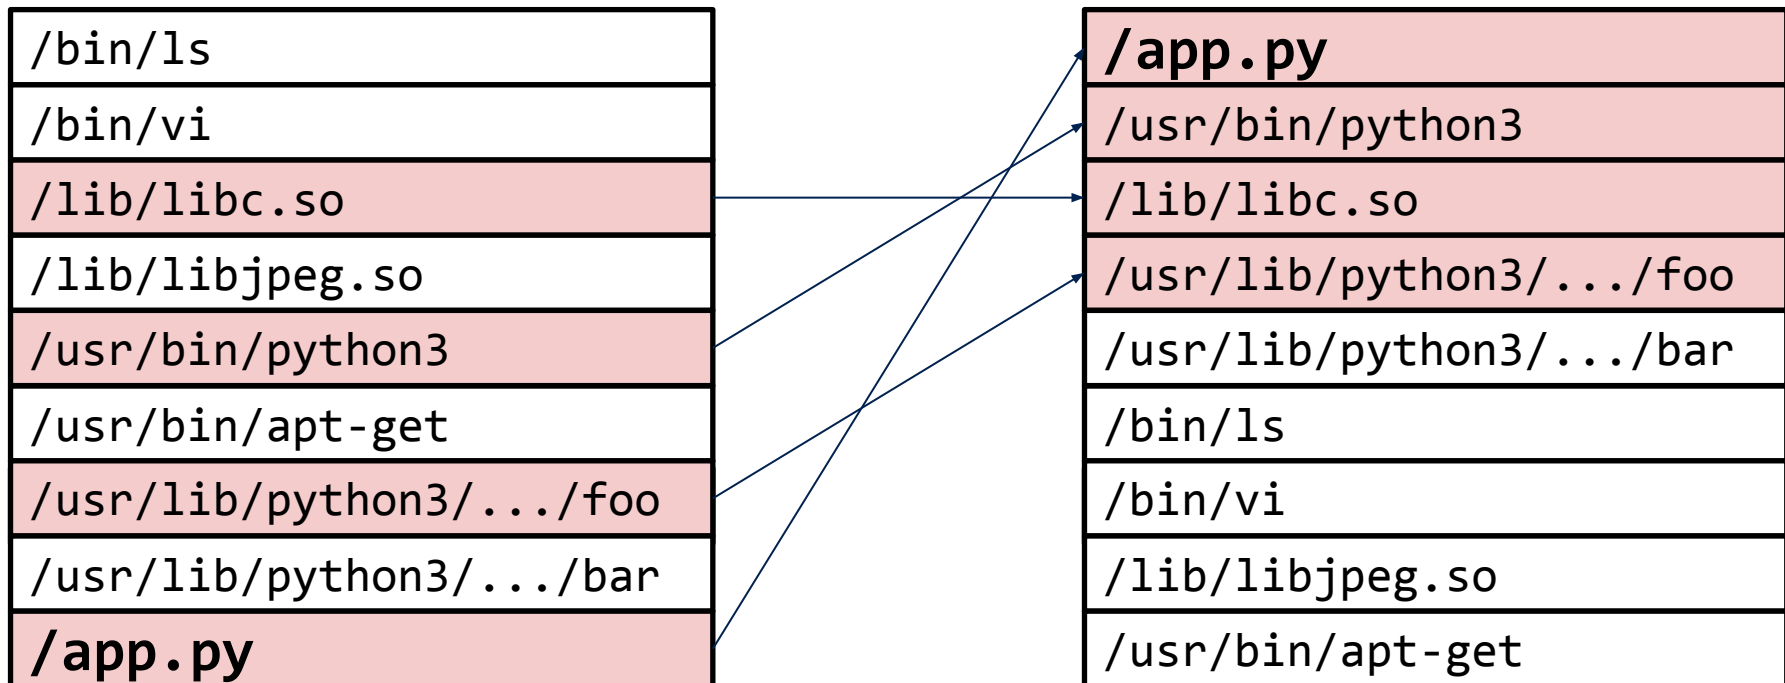 /bin/ls
/bin/vi
/lib/libc.so
/lib/libjpeg.so
/usr/bin/python3
/usr/bin/apt-get
/usr/lib/python3/.../foo
/usr/lib/python3/.../bar
/app.py
/app.py
/usr/bin/python3
/lib/libc.so
/usr/lib/python3/.../foo
/usr/lib/python3/.../bar
/bin/ls
/bin/vi
/lib/libjpeg.so
/usr/bin/apt-get